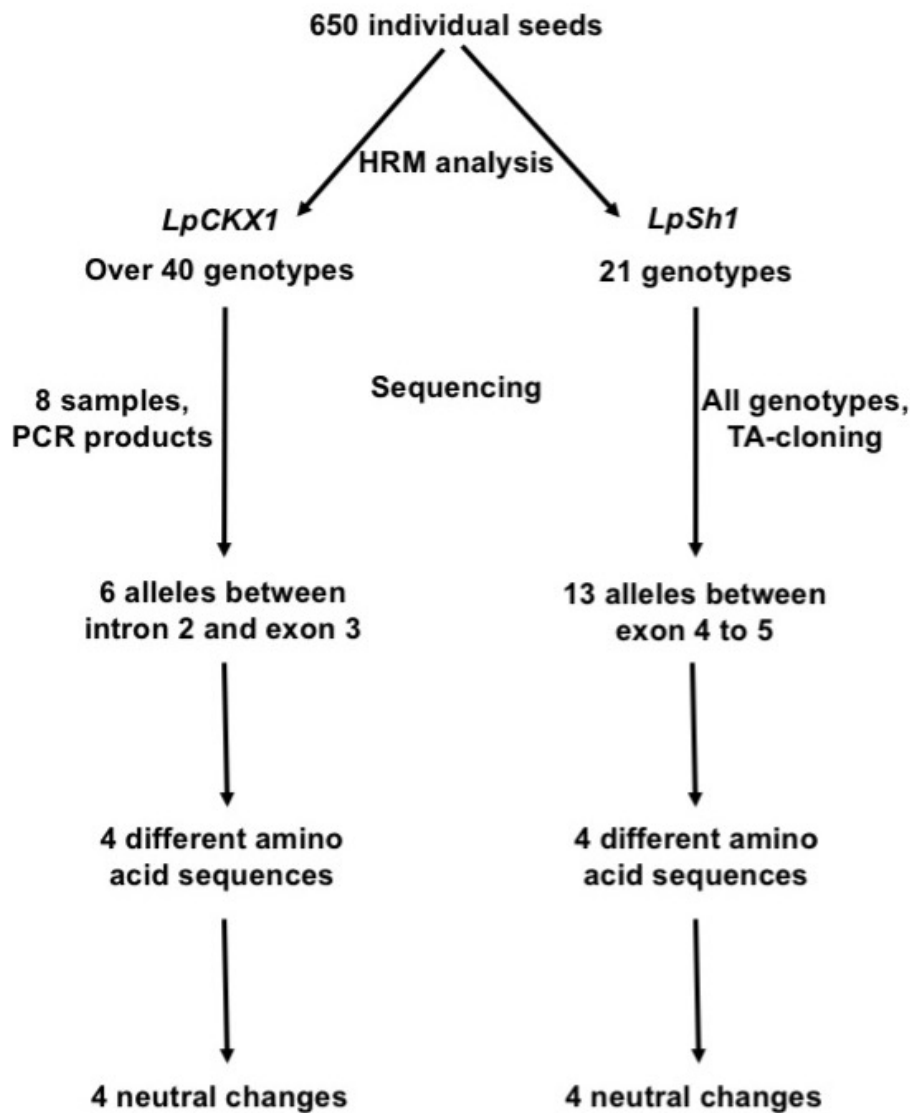 650 individual seeds
HRM analysis
LpCKX1
LpSh1
Over 40 genotypes
21 genotypes
Sequencing
8 samples,
PCR products
All genotypes,
TA-cloning
6 alleles between
intron 2 and exon 3
13 alleles between
exon 4 to 5
4 different amino
acid sequences
4 different amino
acid sequences
4 neutral changes
4 neutral changes